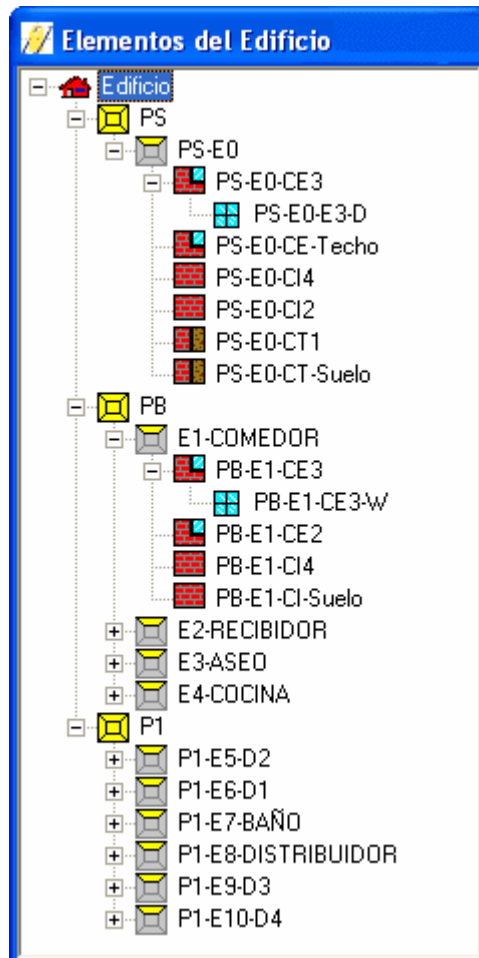 Elementos del Edificio
Edificio
PS
PS-E0
PS-E0-CE3
PS-E0-E3-D
PS-E0-CE-Techo
PS-E0-CI4
PS-E0-CI2
PS-E0-CT1
PS-E0-CT-Suelo
PB
E1-COMEDOR
PB-E1-CE3
PB-E1-CE3-W
PB-E1-CE2
PB-E1-CI4
PB-E1-CI-Suelo
E2-RECIBIDOR
E3-ASEO
E4-COCINA
P1
P1-E5-D2
P1-E6-D1
P1-E7-BAÑO
P1-E8-DISTRIBUIDOR
P1-E9-D3
P1-E10-D4